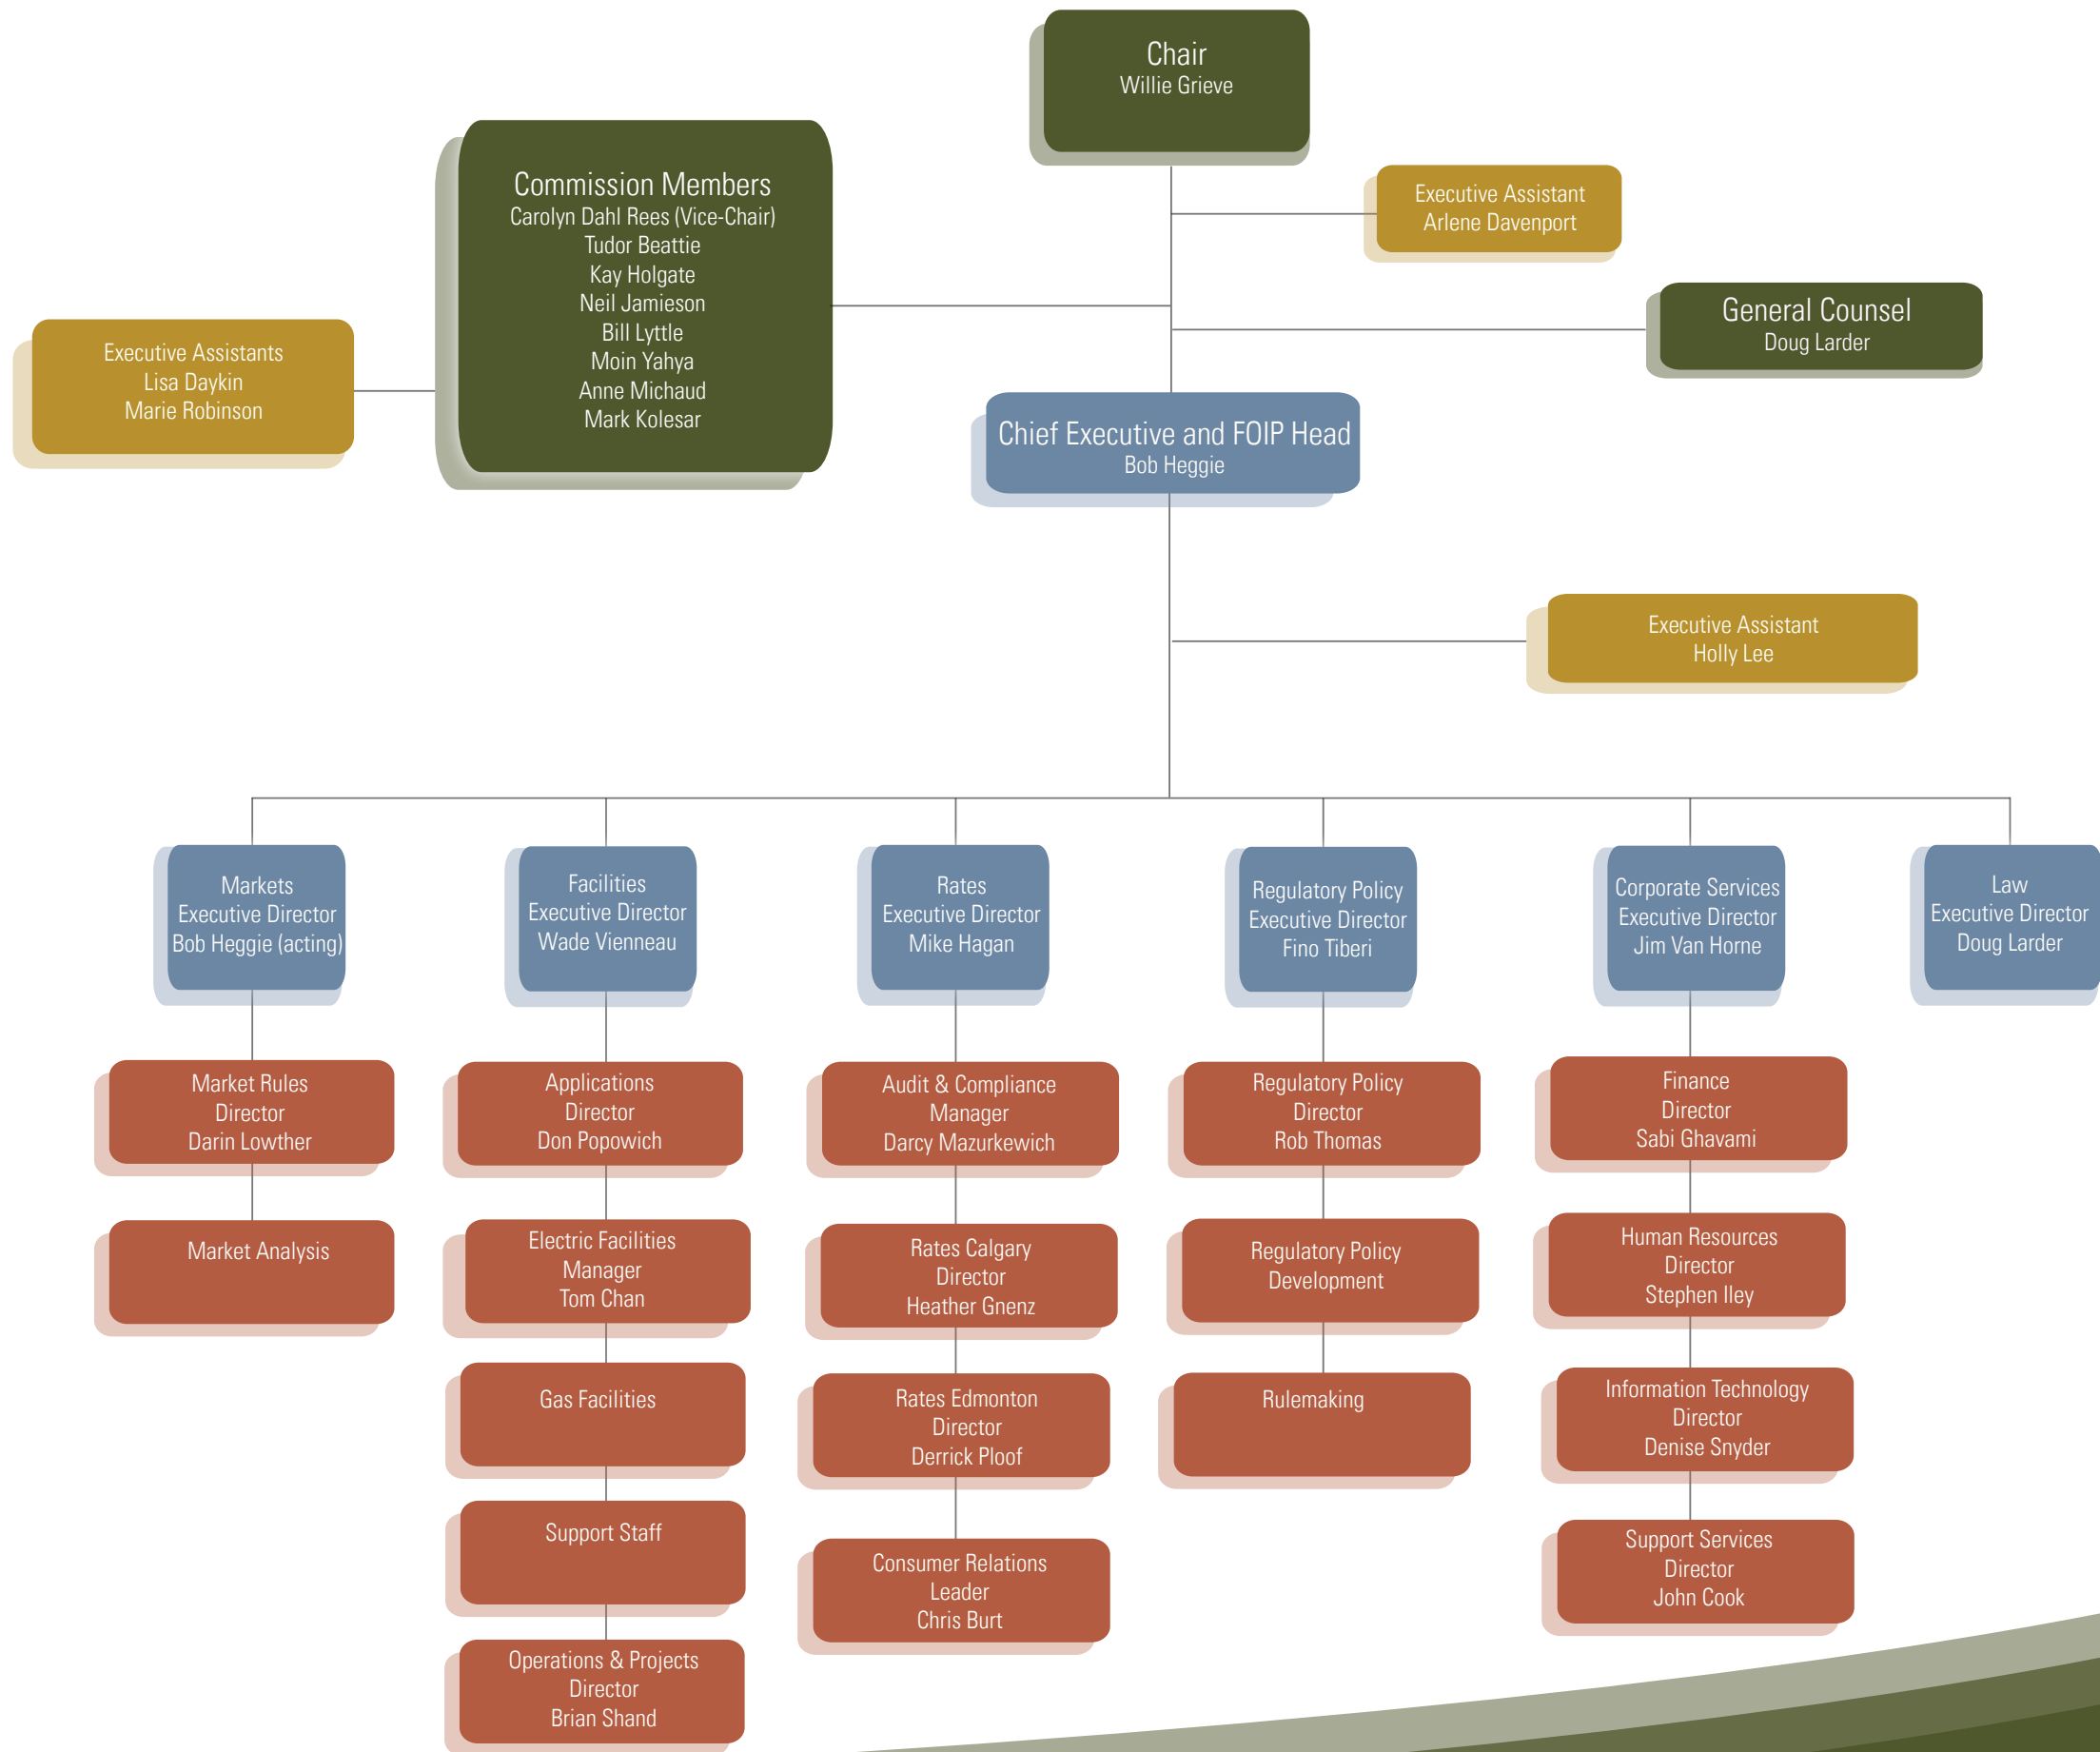 Chair
Willie Grieve
Commission Members
Carolyn Dahl Rees (Vice-Chair)
Tudor Beattie
Kay Holgate
Neil Jamieson
Bill Lyttle
Moin Yahya
Anne Michaud
Mark Kolesar
Executive Assistant
Arlene Davenport
General Counsel
Doug Larder
Executive Assistants
Lisa Daykin
Marie Robinson
Chief Executive and FOIP Head
Bob Heggie
Executive Assistant
Holly Lee
Markets
Executive Director
Bob Heggie (acting)
Facilities
Executive Director
Wade Vienneau
Rates
Executive Director
Mike Hagan
Regulatory Policy
Executive Director
Fino Tiberi
Corporate Services
Executive Director
Jim Van Horne
Law
Executive Director
Doug Larder
Market Rules
Director
Darin Lowther
Market Analysis
Applications
Director
Don Popowich
Electric Facilities
Manager
Tom Chan
Gas Facilities
Support Staff
Operations & Projects
Director
Brian Shand
Audit & Compliance
Manager
Darcy Mazurkewich
Rates Calgary
Director
Heather Gnenz
Rates Edmonton
Director
Derrick Ploof
Consumer Relations
Leader
Chris Burt
Regulatory Policy
Director
Rob Thomas
Regulatory Policy
Development
Rulemaking
Finance
Director
Sabi Ghavami
Human Resources
Director
Stephen Iley
Information Technology
Director
Denise Snyder
Support Services
Director
John Cook